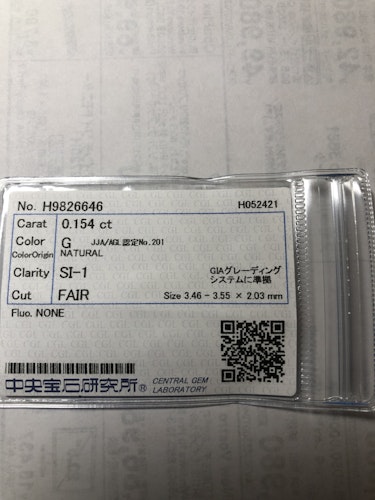 No. H9826646 H052421
Carat 0.154 ct
Color G JJA/AGL認定No.201
ColorOrigin NATURAL
Clarity SI-1 GIAグレーディング
システムに準拠
Cut FAIR Size 3.46 - 3.55 × 2.03 mm
Fluo. NONE
中央宝石研究所® CENTRAL GEM
LABORATORY